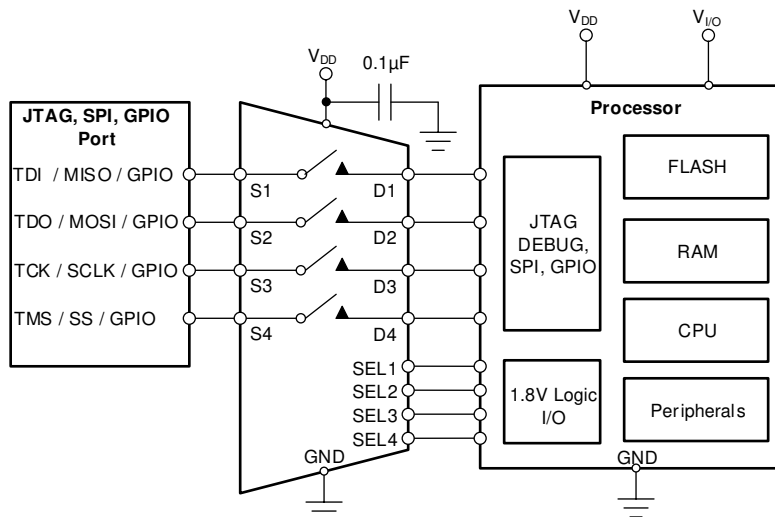 V_DD
0.1µF
V_DD
V_I/O
JTAG, SPI, GPIO
Port
TDI / MISO / GPIO
TDO / MOSI / GPIO
TCK / SCLK / GPIO
TMS / SS / GPIO
S1
D1
S2
D2
S3
D3
S4
D4
SEL1
SEL2
SEL3
SEL4
GND
Processor
JTAG
DEBUG,
SPI, GPIO
1.8V Logic
I/O
FLASH
RAM
CPU
Peripherals
GND